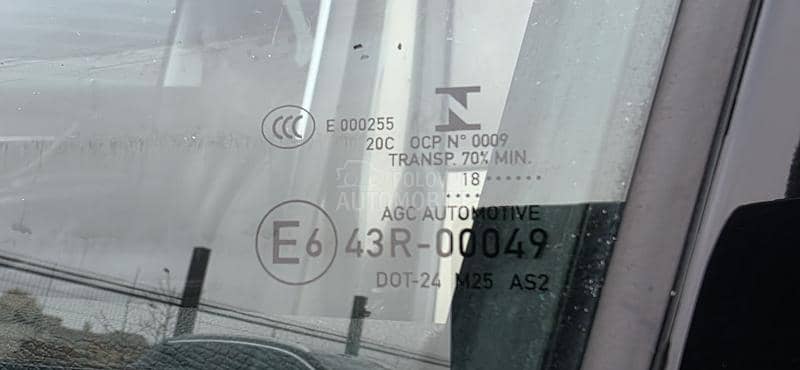 CCC E 000255
N
20C OCP N° 0009
TRANSP. 70% MIN.
18 ······
·····
AGC AUTOMOTIVE
E6 43R-00049
DOT-24 M25 AS2